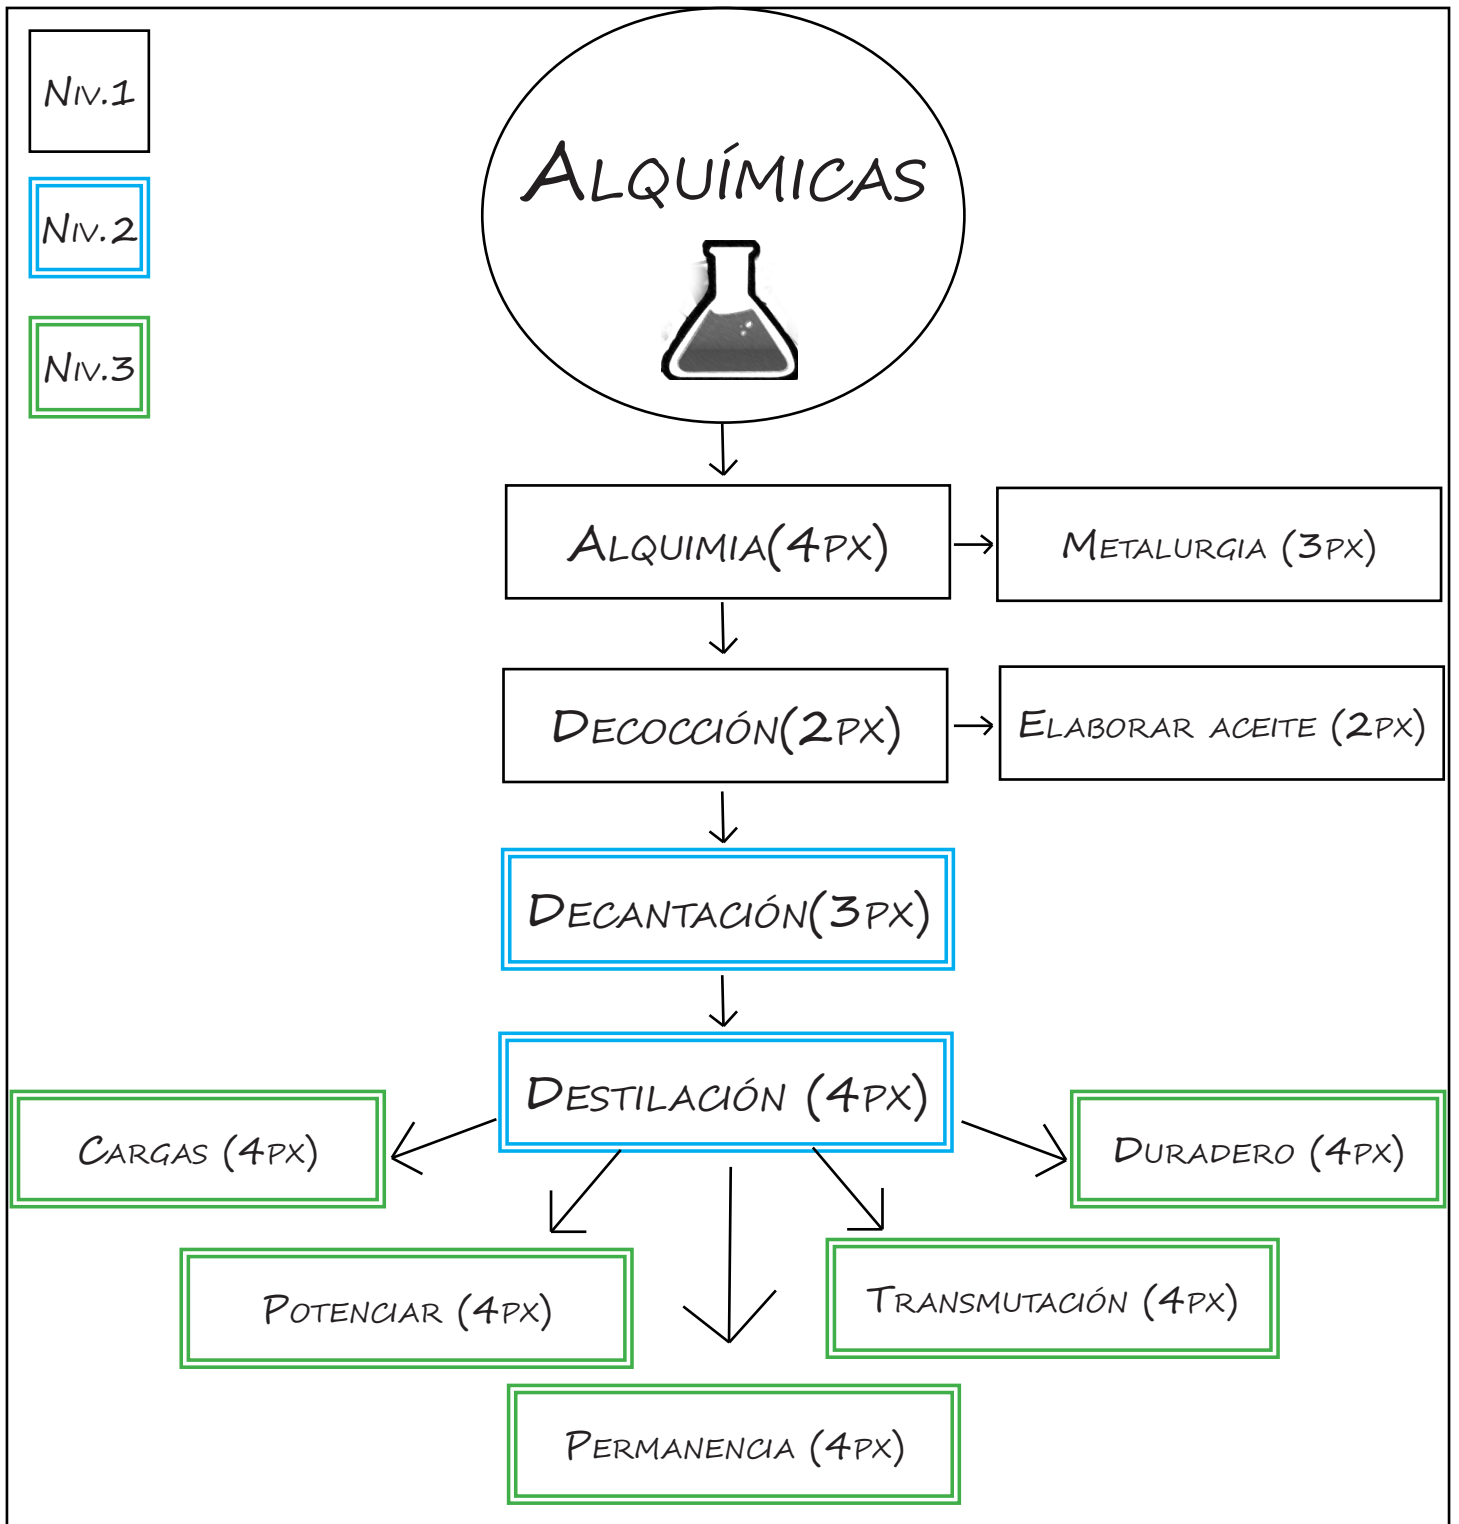 Niv.1
Niv.2
Niv.3
Alquímicas
Alquimia(4px)
Metalurgia (3px)
Decocción(2px)
Elaborar aceite (2px)
Decantación(3px)
Destilación (4px)
Cargas (4px)
Duradero (4px)
Potenciar (4px)
Transmutación (4px)
Permanencia (4px)